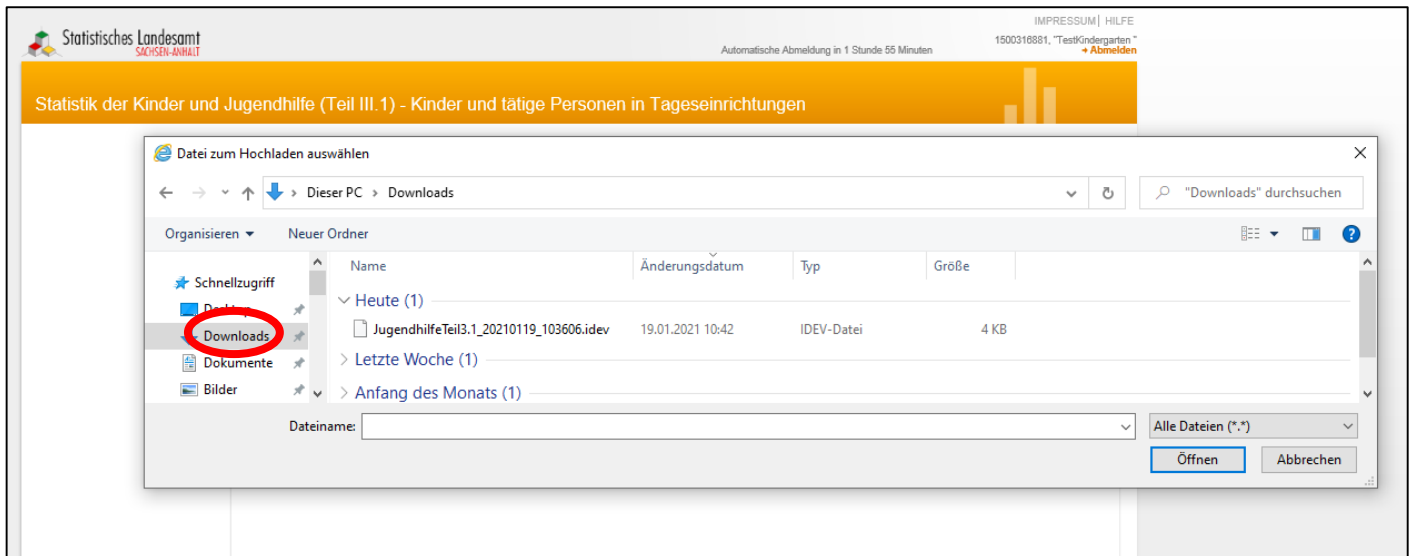 IMPRESSUM| HILFE
Statistisches Landesamt
SACHSEN-ANHALT
Automatische Abmeldung in 1 Stunde 55 Minuten
1500316881, "TestKindergarten "
Abmelden
Statistik der Kinder und Jugendhilfe (Teil III.1) - Kinder und tätige Personen in Tageseinrichtungen
Datei zum Hochladen auswählen
Dieser PC > Downloads
"Downloads" durchsuchen
Organisieren
Neuer Ordner
Name Änderungsdatum Typ Größe
Schnellzugriff
Desktop
Downloads
Dokumente
Bilder
Heute (1)
JugendhilfeTeil3.1_20210119_103606.idev 19.01.2021 10:42 IDEV-Datei 4 KB
Letzte Woche (1)
Anfang des Monats (1)
Dateiname:
Alle Dateien (*.*)
Öffnen
Abbrechen